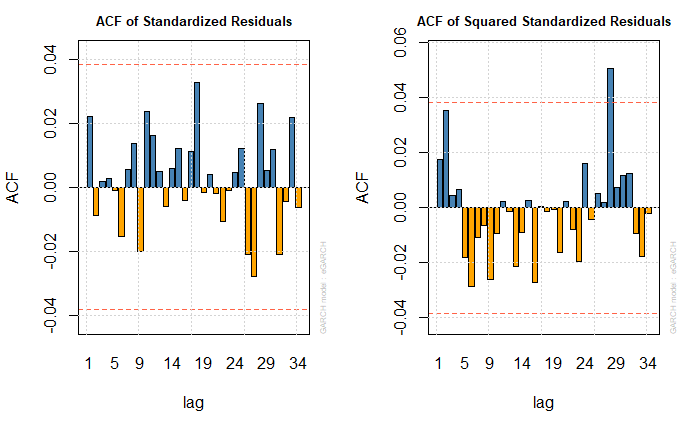 ACF of Standardized Residuals
ACF
0.04
0.02
0.00
-0.02
-0.04
1 5 9 14 19 24 29 34
lag
GARCH model : eGARCH
ACF of Squared Standardized Residuals
ACF
0.06
0.04
0.02
0.00
-0.02
-0.04
1 5 9 14 19 24 29 34
lag
GARCH model : eGARCH